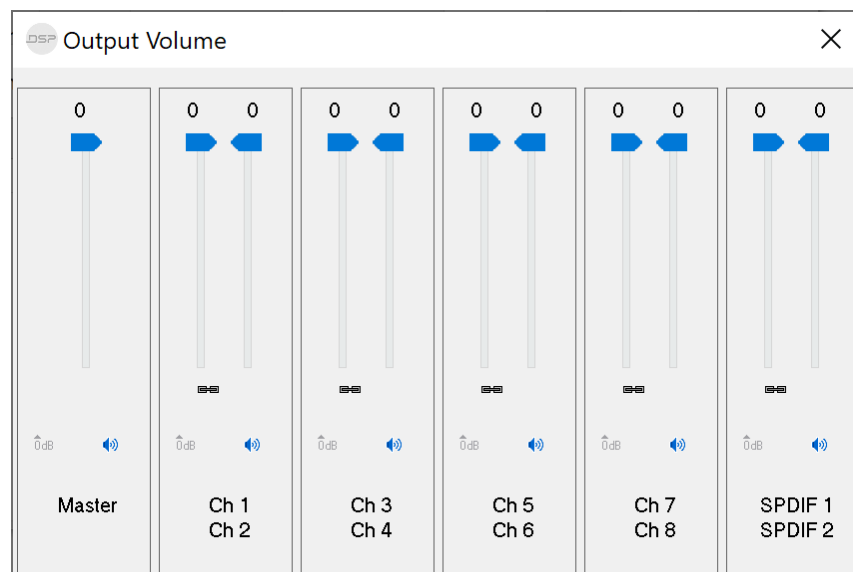 DSP Output Volume
0 0 0 0 0 0 0 0 0 0 0
0dB 0dB 0dB 0dB 0dB 0dB
Master Ch 1 Ch 3 Ch 5 Ch 7 SPDIF 1
Ch 2 Ch 4 Ch 6 Ch 8 SPDIF 2